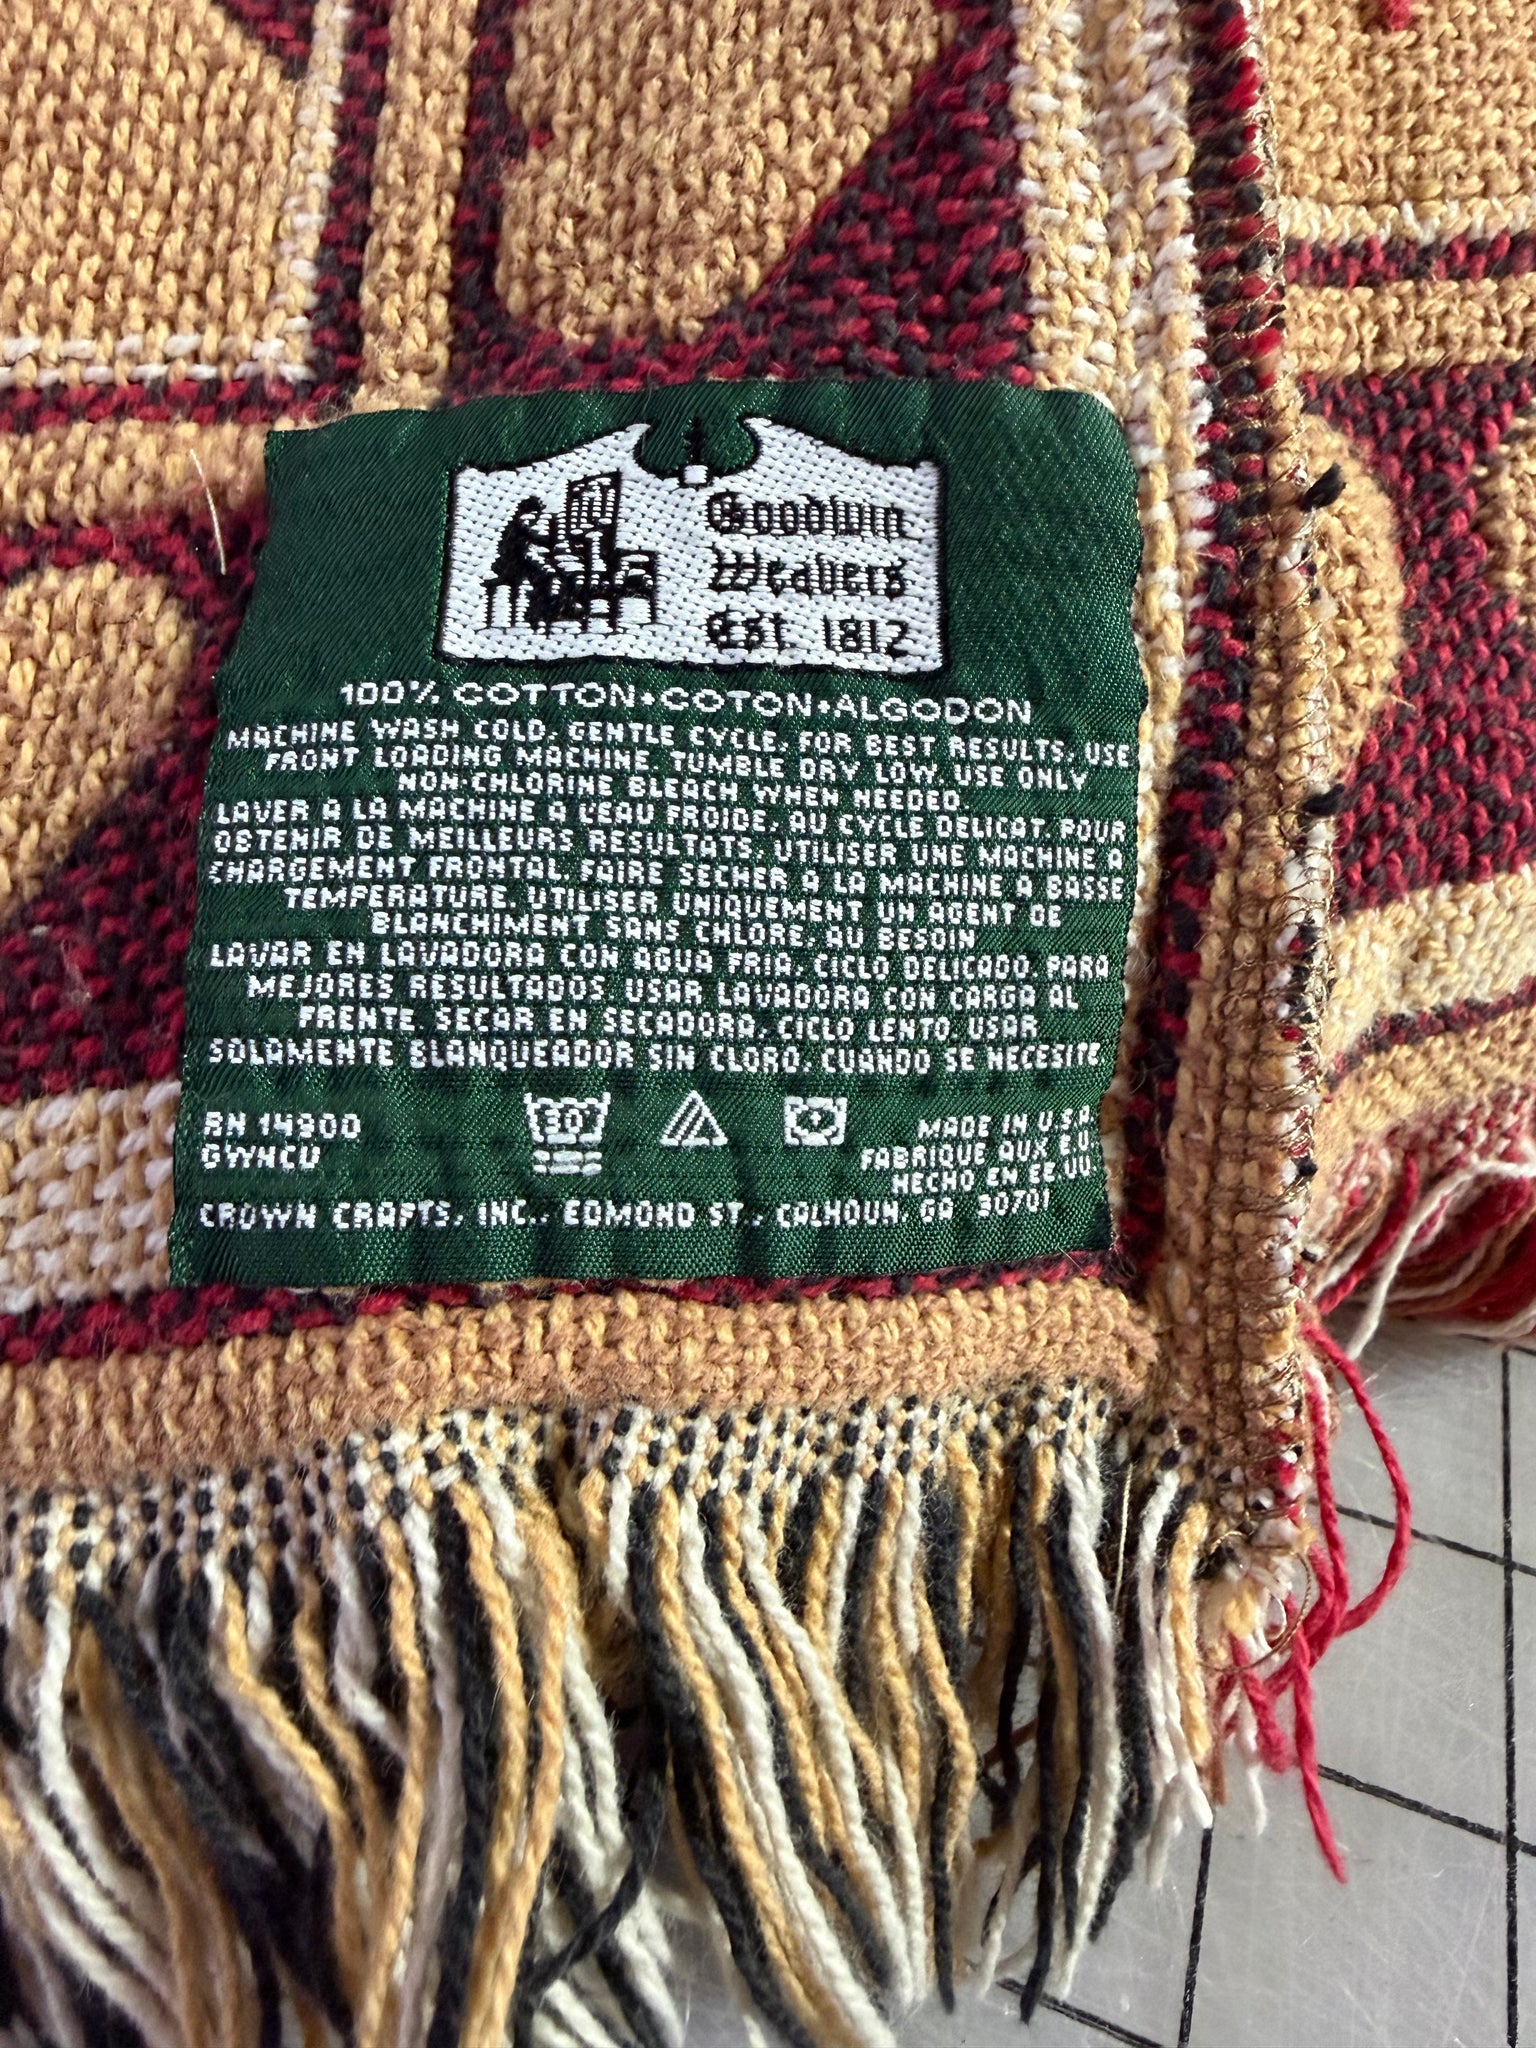 Goodwin
Weavers
Est. 1812
100% COTTON • COTON • ALGODON
MACHINE WASH COLD, GENTLE CYCLE, FOR BEST RESULTS, USE
FRONT LOADING MACHINE TUMBLE DRY LOW, USE ONLY
NON-CHLORINE BLEACH WHEN NEEDED.
LAVER A LA MACHINE A L'EAU FROIDE, AU CYCLE DELICAT, POUR
OBTENIR DE MEILLEURS RESULTATS, UTILISER UNE MACHINE A
CHARGEMENT FRONTAL, FAIRE SECHER A LA MACHINE A BASSE
TEMPERATURE, UTILISER UNIQUEMENT UN AGENT DE
BLANCHIMENT SANS CHLORE, AU BESOIN
LAVAR EN LAVADORA CON AGUA FRIA, CICLO DELICADO, PARA
MEJORES RESULTADOS, USAR LAVADORA CON CARGA AL
FRENTE SECAR EN SECADORA, CICLO LENTO, USAR
SOLAMENTE BLANQUEADOR SIN CLORO, CUANDO SE NECESITE
30
RN 14900 MADE IN U.S.A.
GWHCU FABRIQUE AUX E.U.
HECHO EN EE.UU.
CROWN CRAFTS, INC., EDMOND ST., CALHOUN, GA 30701